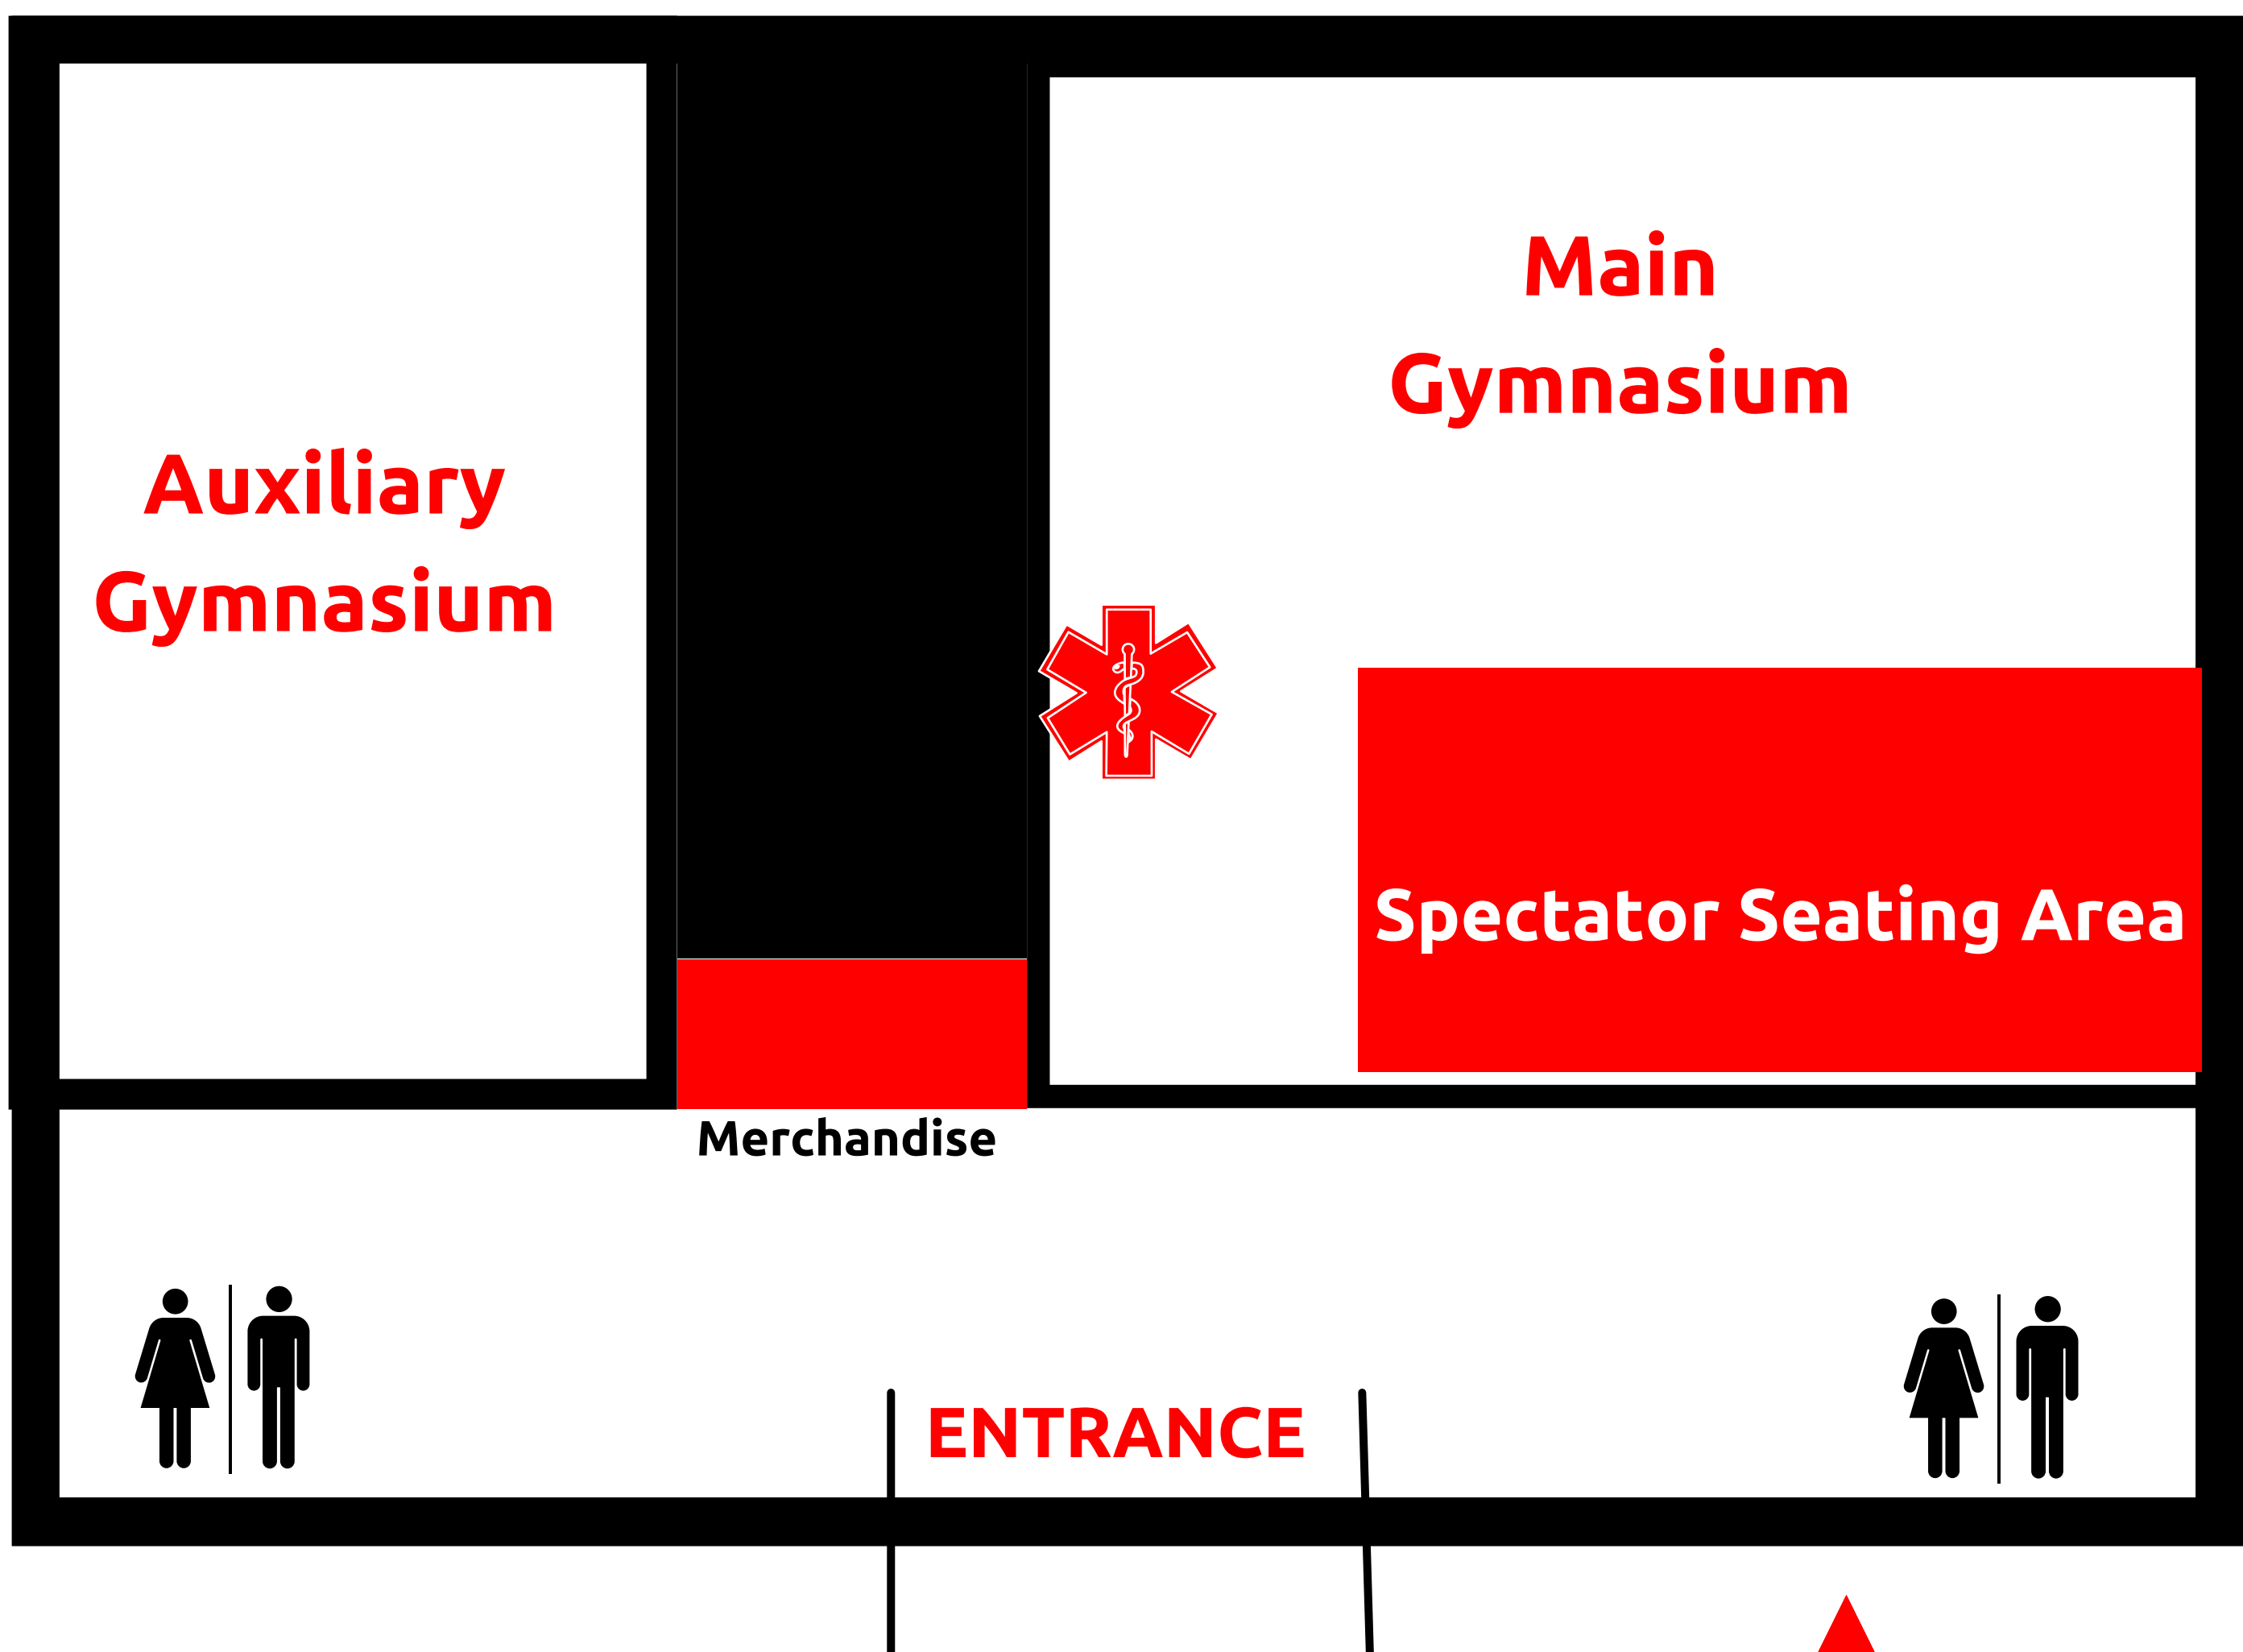 Main
Gymnasium
Auxiliary
Gymnasium
Spectator Seating Area
Merchandise
ENTRANCE